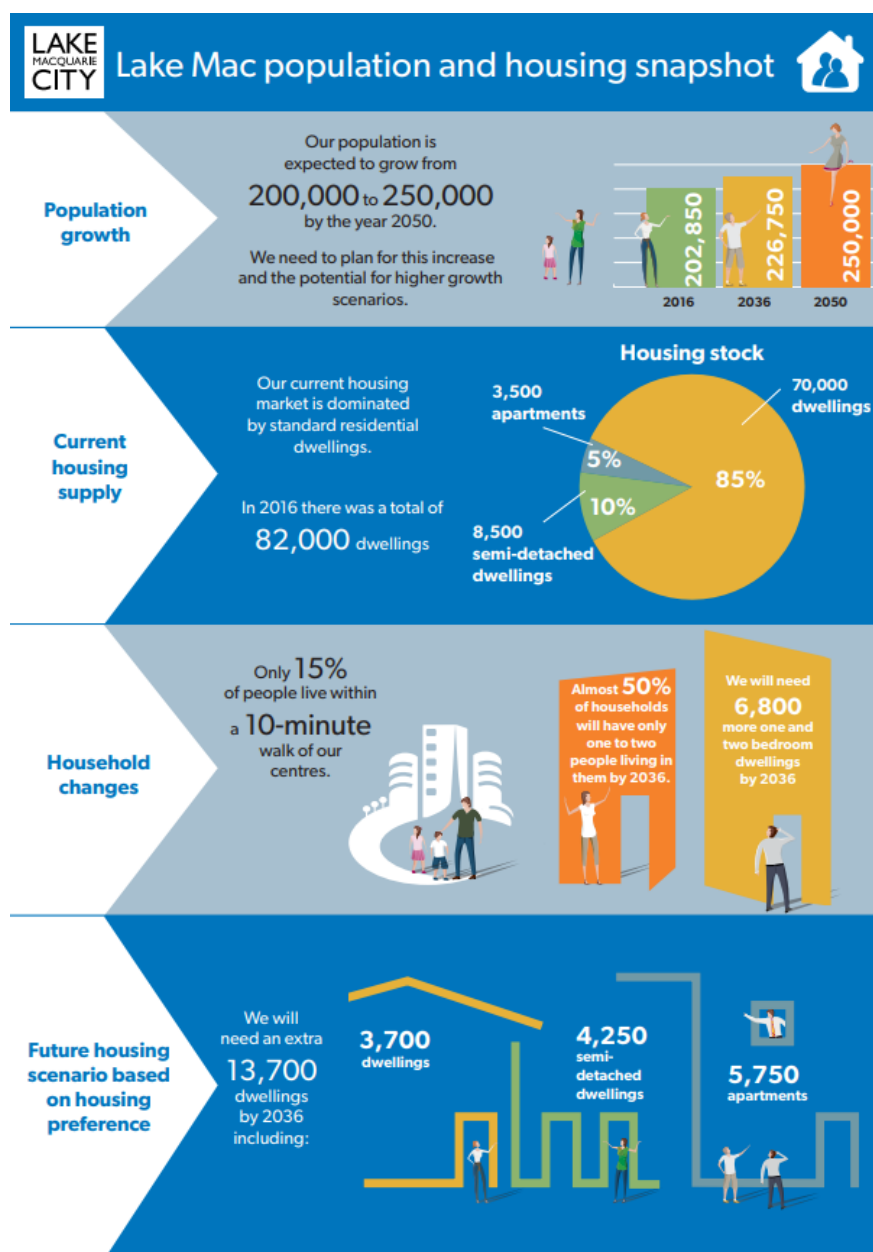 LAKE
MACQUARIE
CITY
Lake Mac population and housing snapshot
Population
growth
Our population is
expected to grow from
200,000 to 250,000
by the year 2050.
We need to plan for this increase
and the potential for higher growth
scenarios.
202,850
226,750
250,000
2016
2036
2050
Current
housing
supply
Our current housing
market is dominated
by standard residential
dwellings.
In 2016 there was a total of
82,000 dwellings
Housing stock
3,500
apartments
70,000
dwellings
5%
85%
10%
8,500
semi-detached
dwellings
Household
changes
Only 15%
of people live within
a 10-minute
walk of our
centres.
Almost 50%
of households
will have only
one to two
people living in
them by 2036.
We will need
6,800
more one and
two bedroom
dwellings
by 2036
Future housing
scenario based
on housing
preference
We will
need an extra
13,700
dwellings
by 2036
including:
3,700
dwellings
4,250
semi-
detached
dwellings
5,750
apartments